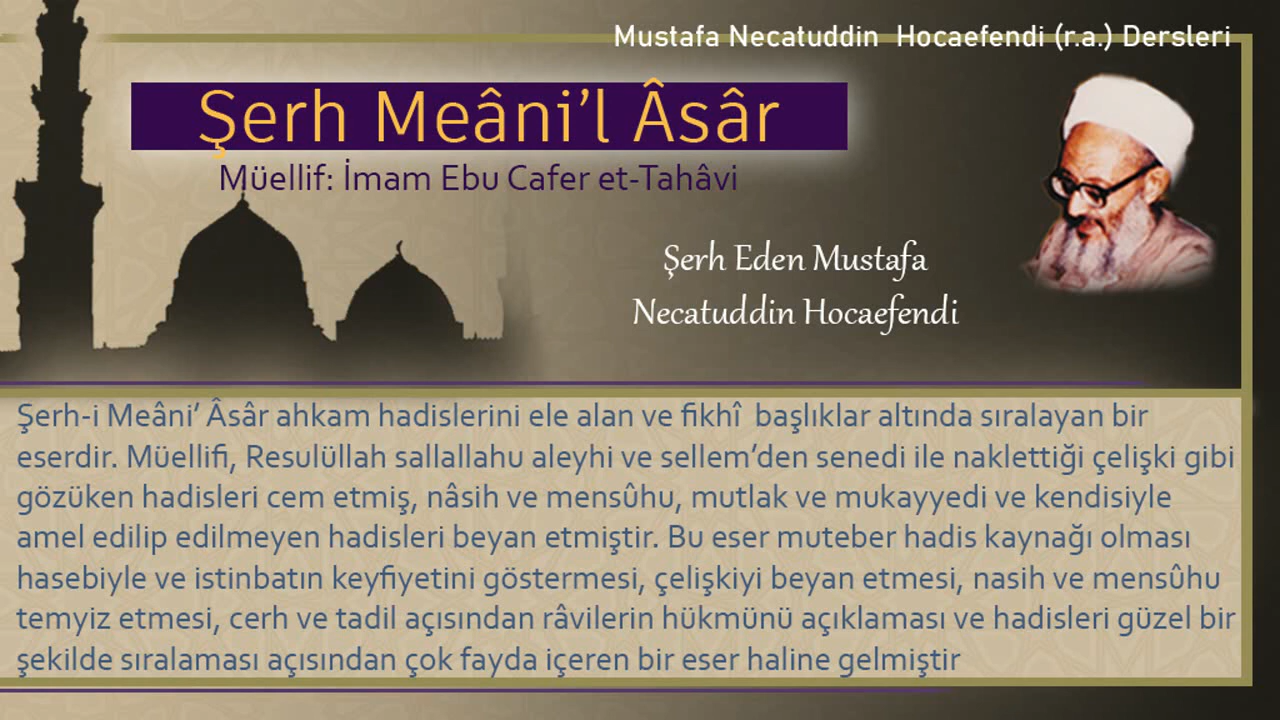 Mustafa Necatuddin Hocaefendi (r.a.) Dersleri
Şerh Meâni’l Âsâr
Müellif: İmam Ebu Cafer et-Tahâvi
Şerh Eden Mustafa
Necatuddin Hocaefendi
Şerh-i Meâni’ Âsâr ahkam hadislerini ele alan ve fikhî başlıklar altında sıralayan bir
eserdir. Müellifi, Resulüllah sallallahu aleyhi ve sellem’den senedi ile naklettiği çelişki gibi
gözüken hadisleri cem etmiş, nâsih ve mensûhu, mutlak ve mukayyedi ve kendisiyle
amel edilip edilmeyen hadisleri beyan etmiştir. Bu eser muteber hadis kaynağı olması
hasebiyle ve istinbatın keyfiyetini göstermesi, çelişkiyi beyan etmesi, nasih ve mensûhu
temyiz etmesi, cerh ve tadil açısından râvilerin hükmünü açıklaması ve hadisleri güzel bir
şekilde sıralaması açısından çok fayda içeren bir eser haline gelmiştir